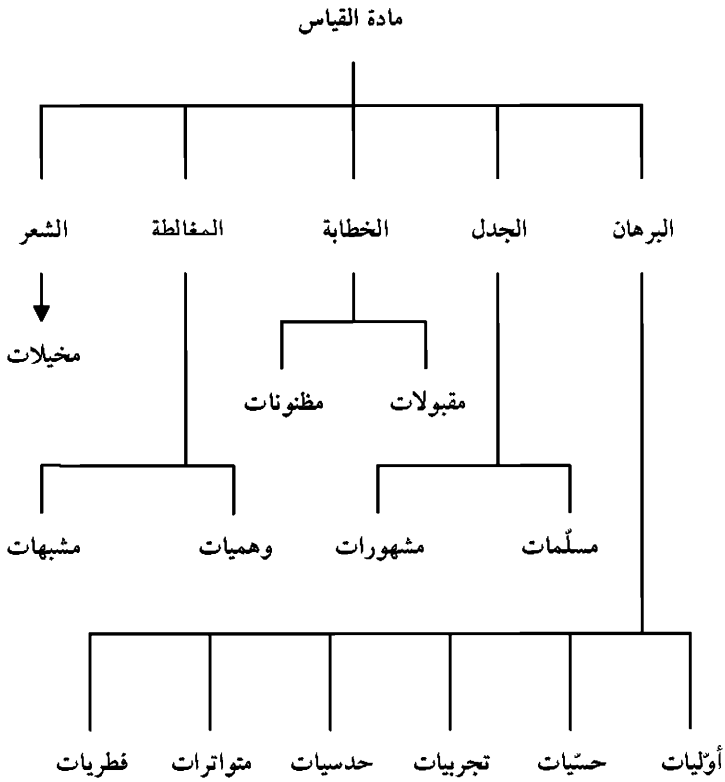 مادة القياس
البرهان الجدل الخطابة المغالطة الشعر
مخيلات
مقبولات مظنونات
مسلّمات مشهورات وهميات مشبهات
أوّليات حسّيات تجربيات حدسيات متواترات فطريات